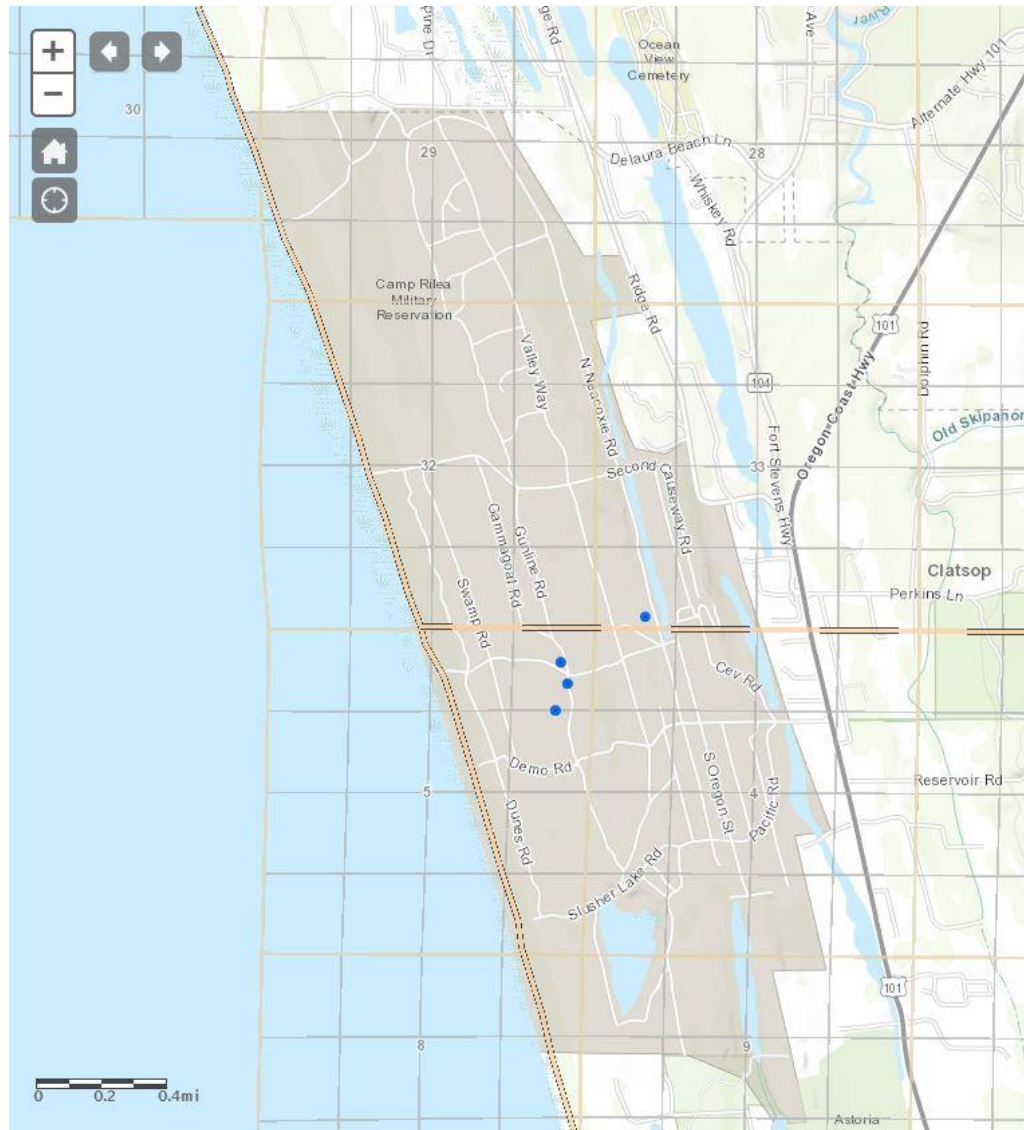 Pine Dr
Ridge Rd
Ave
River
Ocean
View
Cemetery
Alternate Hwy 101
+
−
30
29
Delaura Beach Ln
28
Whiskey Rd
Camp Rilea
Military
Reservation
Ridge Rd
101
Valley Way
N Neacoxie Rd
104
Oregon Coast Hwy
Old Skipanon
32
Second
33
Causeway Rd
Fort Stevens Hwy
Gammagoat Rd
Gunline Rd
Swamp Rd
Clatsop
Perkins Ln
Cev Rd
Demo Rd
5
4
S Oregon St
Pacific Rd
Reservoir Rd
Dunes Rd
Slusher Lake Rd
101
8
9
0 0.2 0.4mi
Astoria